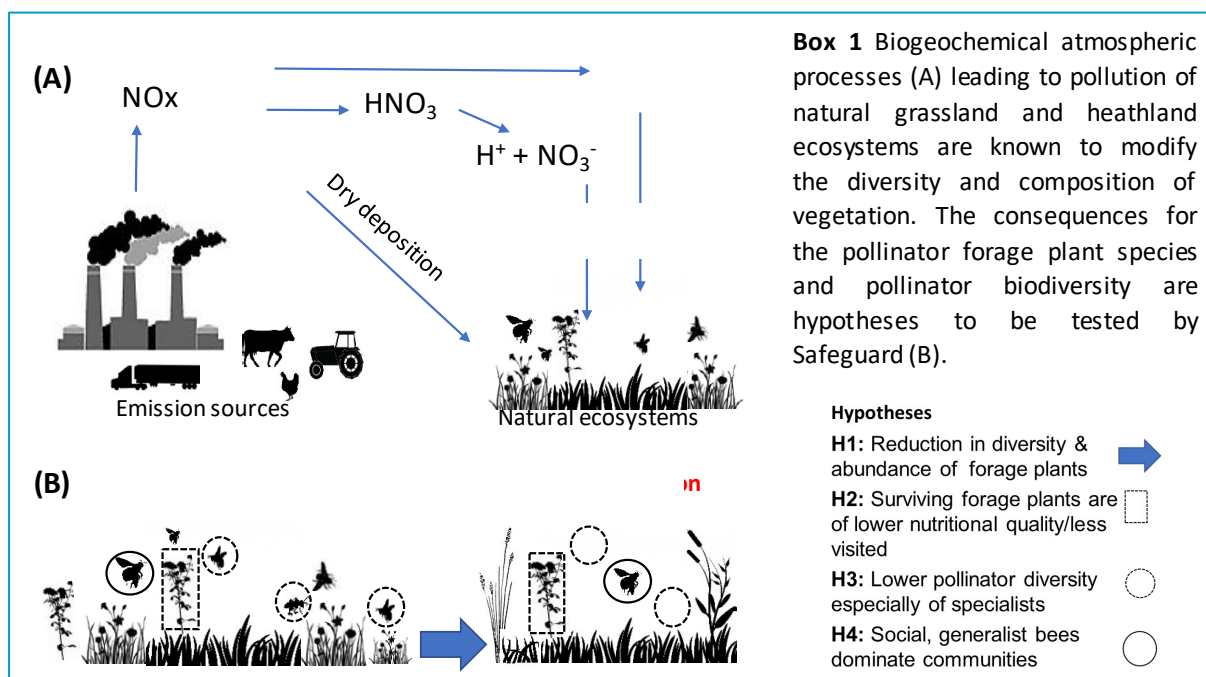 (A)
NOx
HNO₃
H⁺ + NO₃⁻
Dry deposition
Emission sources
Natural ecosystems
Box 1 Biogeochemical atmospheric
processes (A) leading to pollution of
natural grassland and heathland
ecosystems are known to modify
the diversity and composition of
vegetation. The consequences for
the pollinator forage plant species
and pollinator biodiversity are
hypotheses to be tested by
Safeguard (B).
(B)
Hypotheses
H1: Reduction in diversity &
abundance of forage plants
H2: Surviving forage plants are
of lower nutritional quality/less
visited
H3: Lower pollinator diversity
especially of specialists
H4: Social, generalist bees
dominate communities